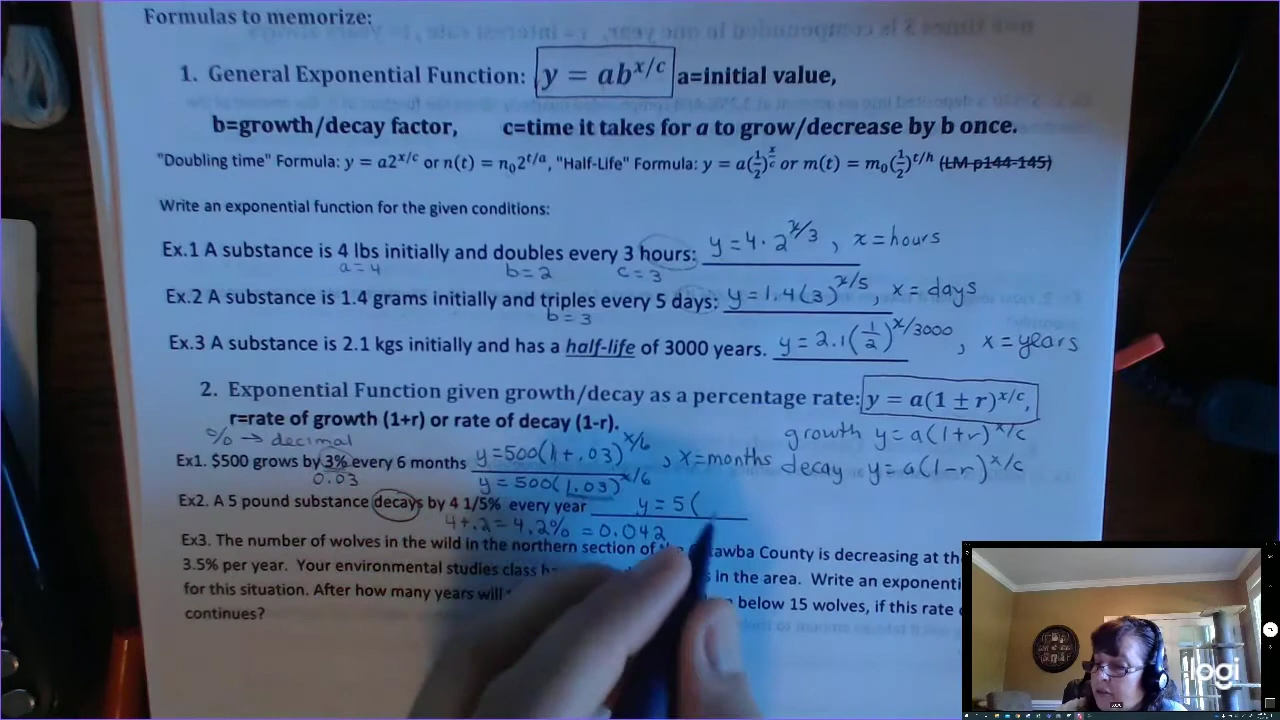 Formulas to memorize:
1. General Exponential Function: y = ab^x/c a=initial value,
b=growth/decay factor, c=time it takes for a to grow/decrease by b once.
"Doubling time" Formula: y = a2^x/c or n(t) = n₀2^t/a, "Half-Life" Formula: y = a(1/2)^x/c or m(t) = m₀(1/2)^t/h (LM p144-145)
Write an exponential function for the given conditions:
Ex.1 A substance is 4 lbs initially and doubles every 3 hours: y = 4 · 2^x/3 , x = hours
a = 4 b = 2 c = 3
Ex.2 A substance is 1.4 grams initially and triples every 5 days: y = 1.4(3)^x/5 , x = days
b = 3
Ex.3 A substance is 2.1 kgs initially and has a half-life of 3000 years. y = 2.1(1/2)^x/3000 , x = years
2. Exponential Function given growth/decay as a percentage rate: y = a(1 ± r)^x/c,
r=rate of growth (1+r) or rate of decay (1-r).
% → decimal growth y = a(1+r)^x/c
Ex1. $500 grows by 3% every 6 months y = 500(1 + .03)^x/6 , x = months decay y = a(1-r)^x/c
0.03 y = 500(1.03)^x/6
Ex2. A 5 pound substance decays by 4 1/5% every year y = 5(
4 + .2 = 4.2% = 0.042
Ex3. The number of wolves in the wild in the northern section of the tawba County is decreasing at the
3.5% per year. Your environmental studies class in the area. Write an exponenti
for this situation. After how many years will below 15 wolves, if this rate
continues?
logi